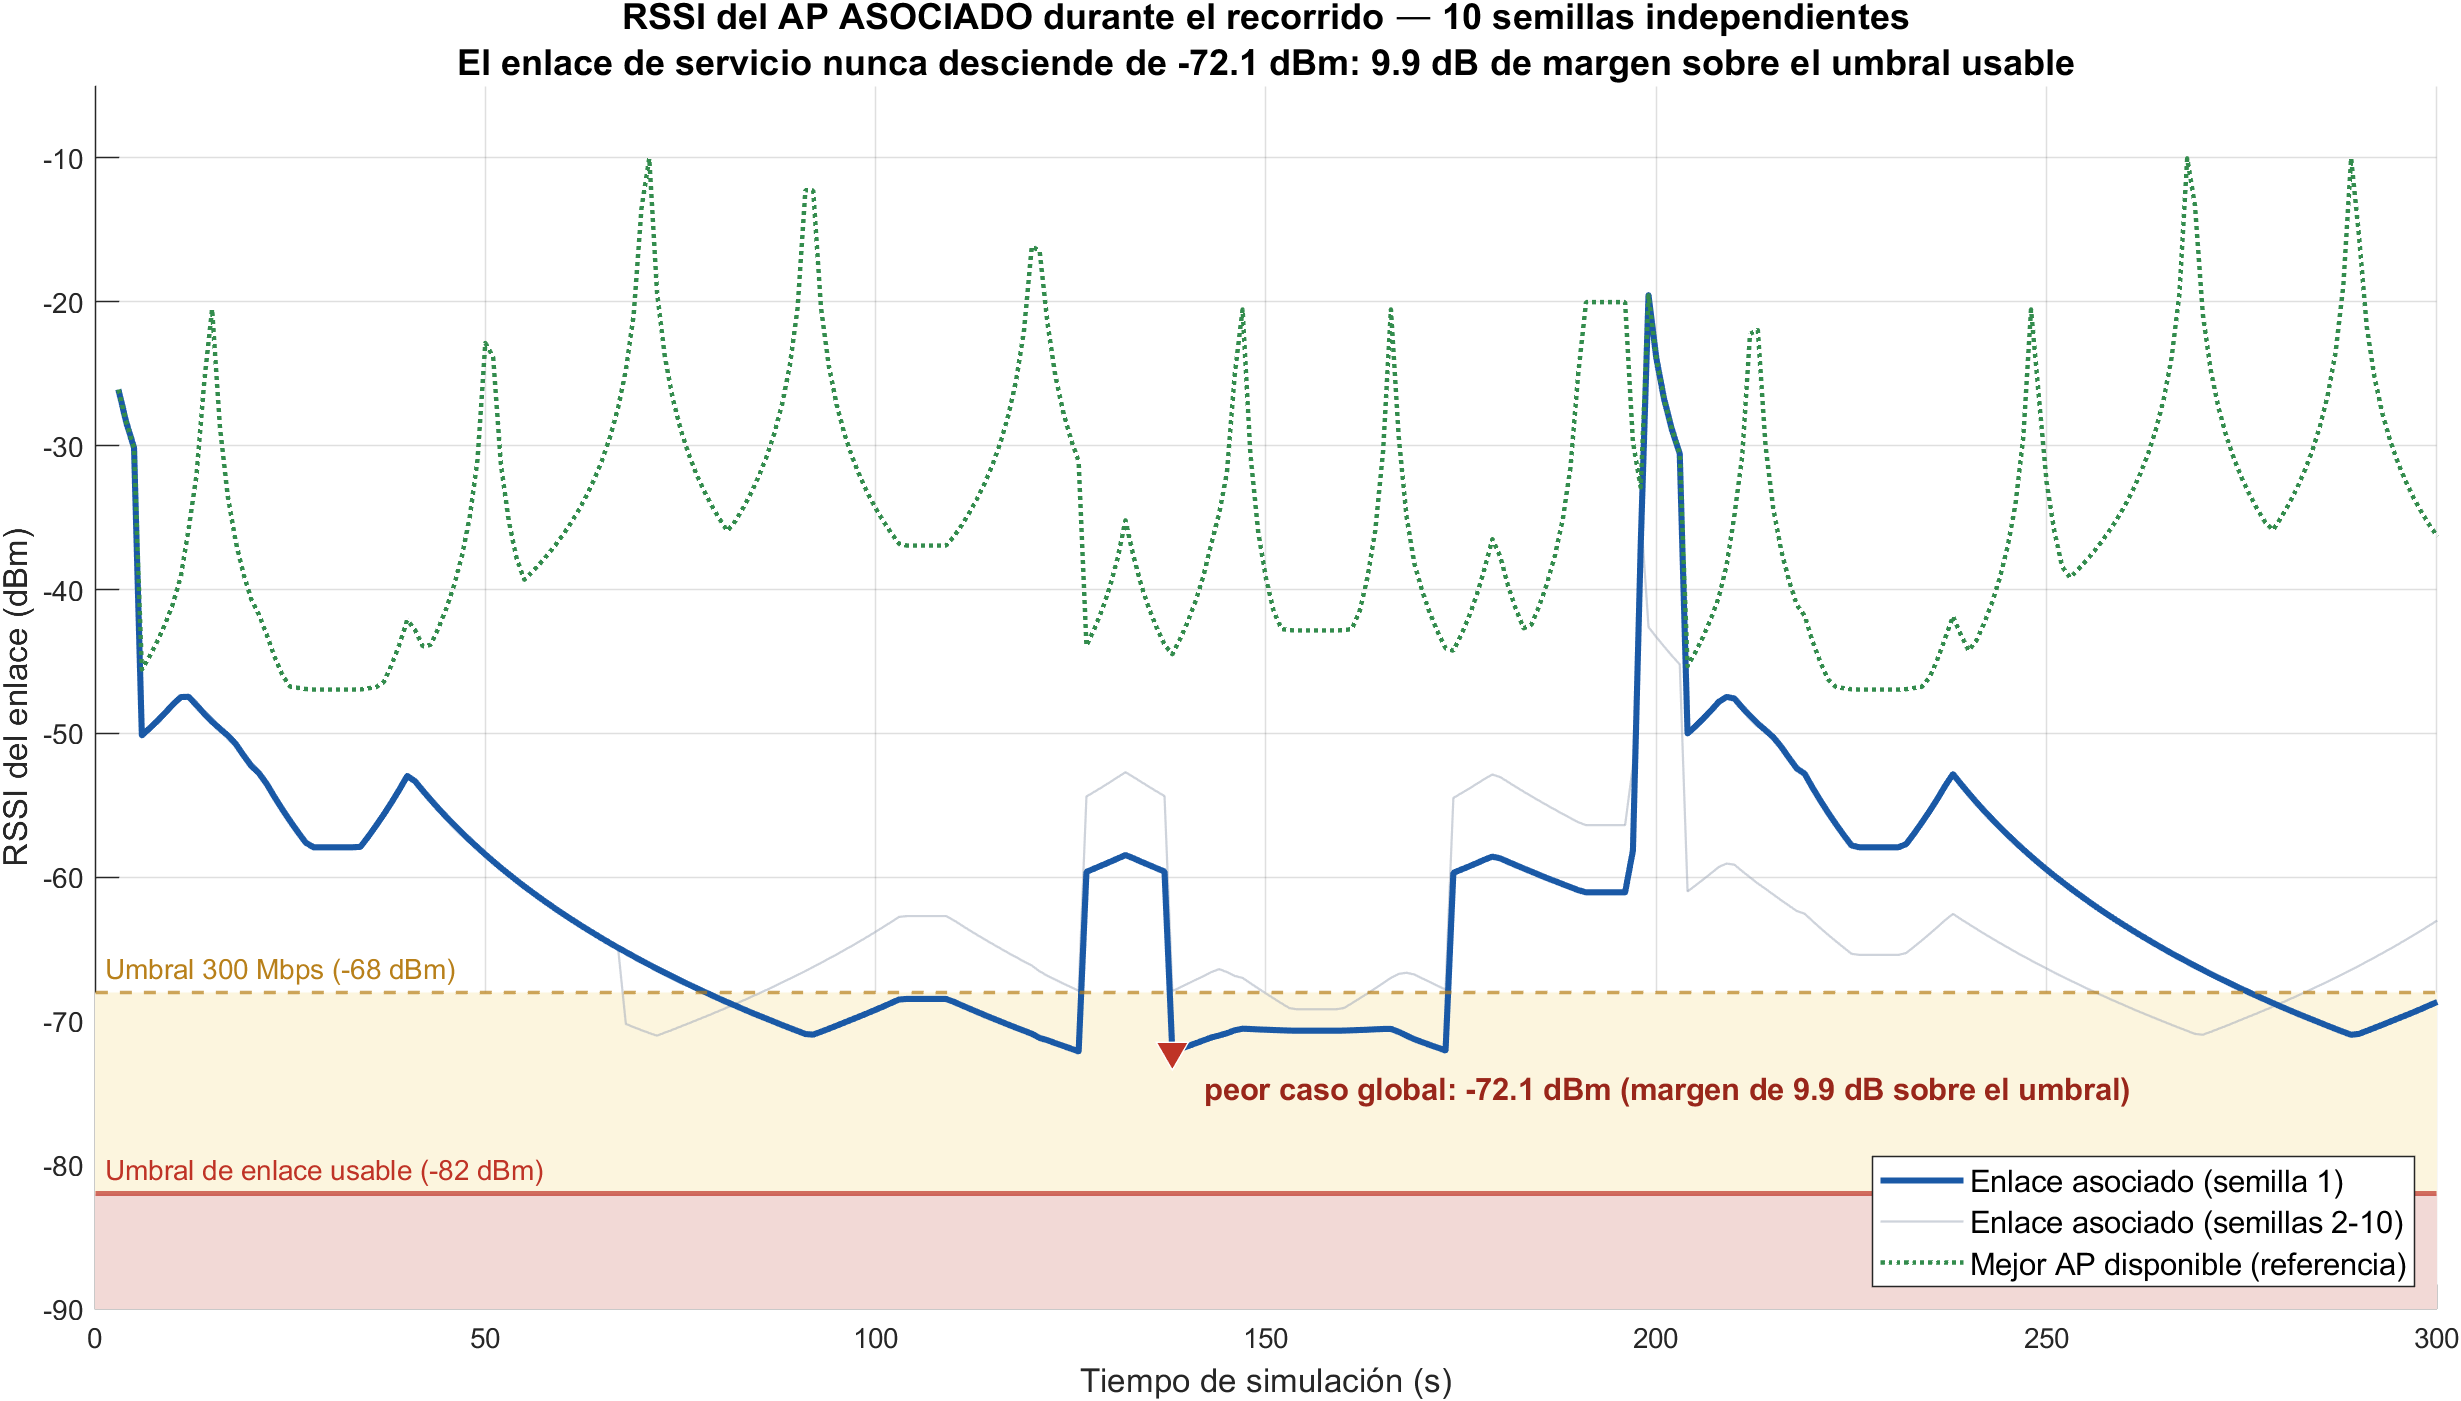 RSSI del AP ASOCIADO durante el recorrido — 10 semillas independientes
El enlace de servicio nunca desciende de -72.1 dBm: 9.9 dB de margen sobre el umbral usable
RSSI del enlace (dBm)
-10
-20
-30
-40
-50
-60
-70
-80
-90
Umbral 300 Mbps (-68 dBm)
peor caso global: -72.1 dBm (margen de 9.9 dB sobre el umbral)
Umbral de enlace usable (-82 dBm)
Enlace asociado (semilla 1)
Enlace asociado (semillas 2-10)
Mejor AP disponible (referencia)
0
50
100
150
200
250
300
Tiempo de simulación (s)